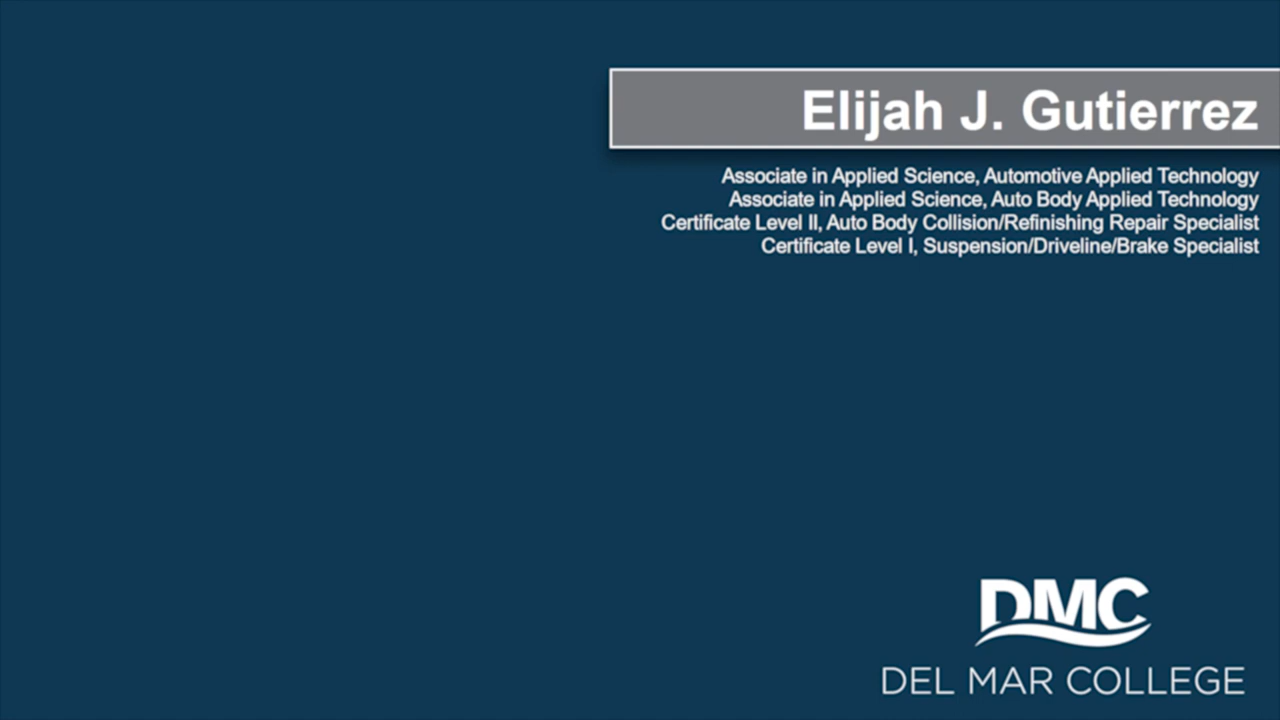 Elijah J. Gutierrez
Associate in Applied Science, Automotive Applied Technology
Associate in Applied Science, Auto Body Applied Technology
Certificate Level II, Auto Body Collision/Refinishing Repair Specialist
Certificate Level I, Suspension/Driveline/Brake Specialist
DMC
DEL MAR COLLEGE